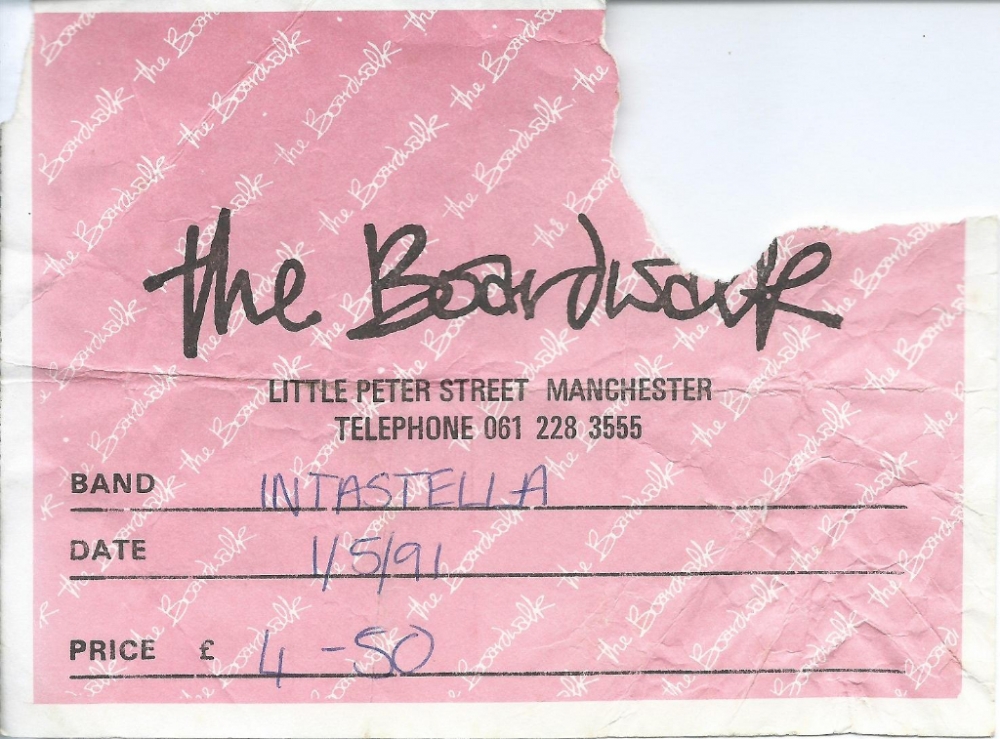 the Boardwalk
LITTLE PETER STREET MANCHESTER
TELEPHONE 061 228 3555
BAND INTASTELLA
DATE 1/5/91
PRICE £ 4-50